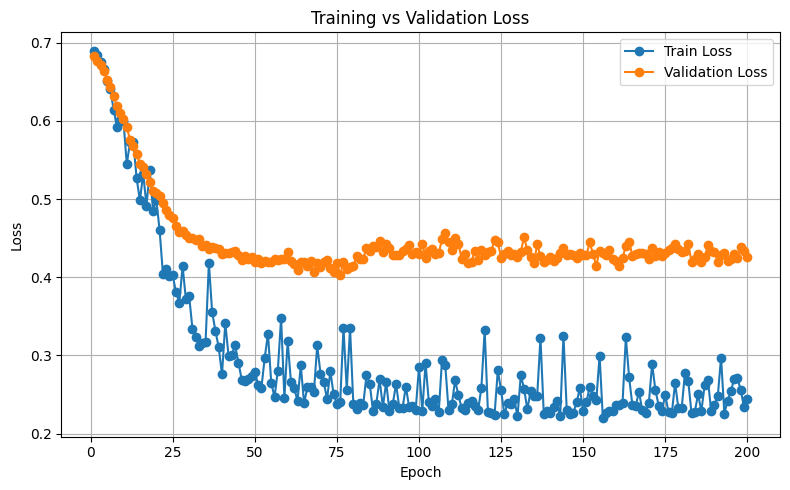 Training vs Validation Loss
Train Loss
Validation Loss
0.7
0.6
0.5
0.4
0.3
0.2
Loss
0 25 50 75 100 125 150 175 200
Epoch